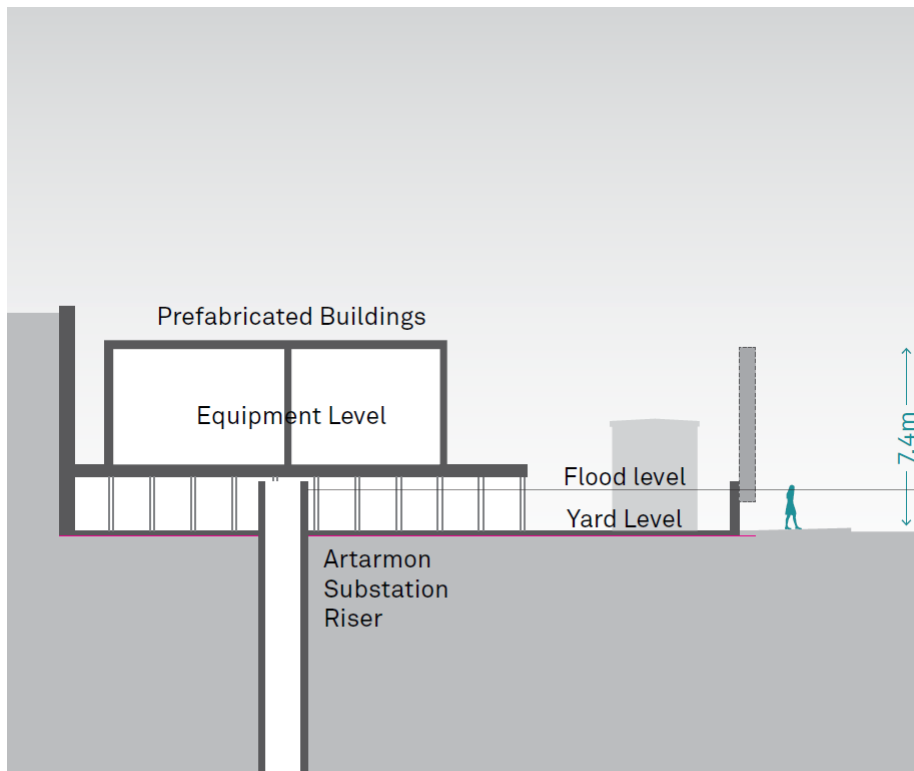 Prefabricated Buildings
Equipment Level
7.4m
Flood level
Yard Level
Artarmon
Substation
Riser